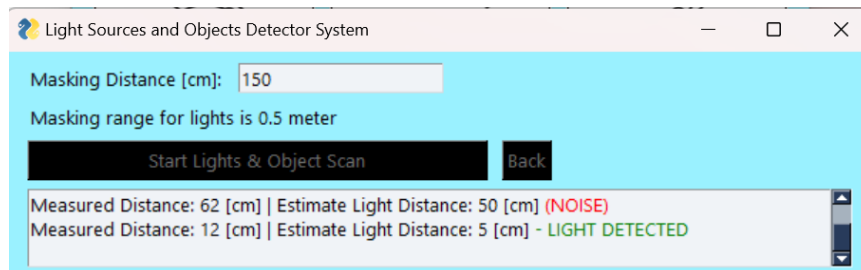 Light Sources and Objects Detector System
Masking Distance [cm]: 150
Masking range for lights is 0.5 meter
Start Lights & Object Scan Back
Measured Distance: 62 [cm] | Estimate Light Distance: 50 [cm] (NOISE)
Measured Distance: 12 [cm] | Estimate Light Distance: 5 [cm] - LIGHT DETECTED